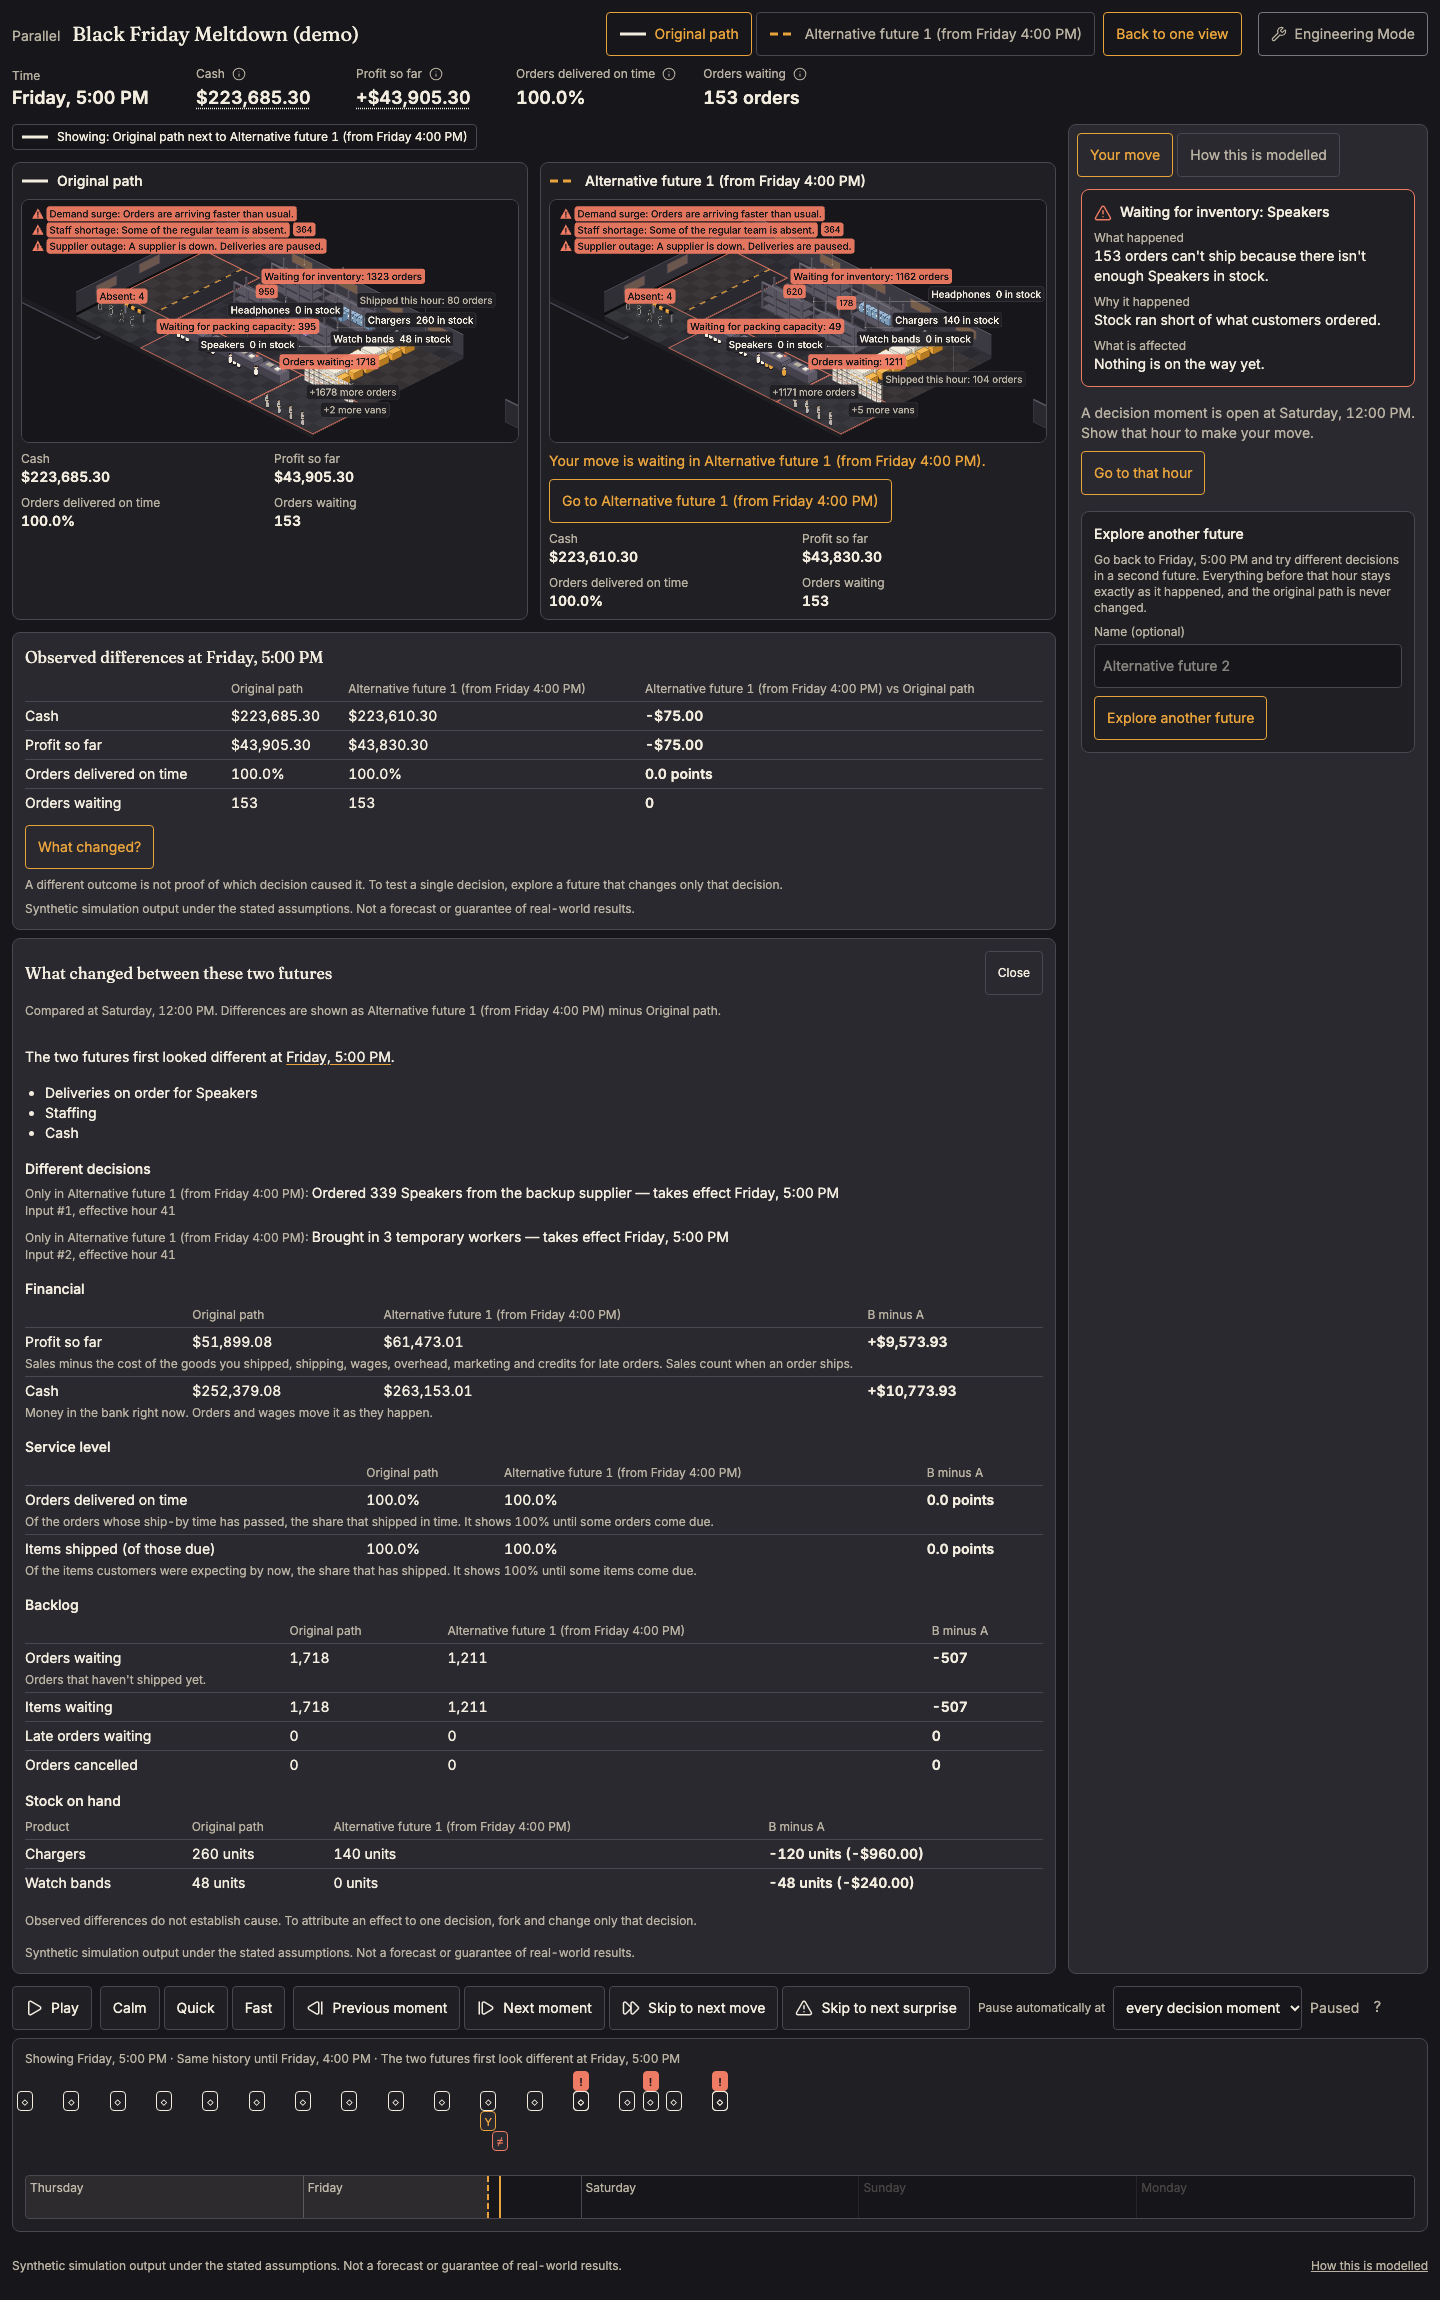 Parallel Black Friday Meltdown (demo)
Original path
Alternative future 1 (from Friday 4:00 PM)
Back to one view
Engineering Mode
Time
Friday, 5:00 PM
Cash
$223,685.30
Profit so far
+$43,905.30
Orders delivered on time
100.0%
Orders waiting
153 orders
Showing: Original path next to Alternative future 1 (from Friday 4:00 PM)
Original path
Demand surge: Orders are arriving faster than usual.
Staff shortage: Some of the regular team is absent. 364
Supplier outage: A supplier is down. Deliveries are paused.
Waiting for inventory: 1323 orders
Absent: 4
959
Shipped this hour: 80 orders
Headphones 0 in stock
Chargers 260 in stock
Waiting for packing capacity: 395
Watch bands 48 in stock
Speakers 0 in stock
Orders waiting: 1718
+1678 more orders
+2 more vans
Cash
$223,685.30
Profit so far
$43,905.30
Orders delivered on time
100.0%
Orders waiting
153
Alternative future 1 (from Friday 4:00 PM)
Demand surge: Orders are arriving faster than usual.
Staff shortage: Some of the regular team is absent. 364
Supplier outage: A supplier is down. Deliveries are paused.
Waiting for inventory: 1162 orders
Absent: 4
620
178
Headphones 0 in stock
Chargers 140 in stock
Waiting for packing capacity: 49
Watch bands 0 in stock
Speakers 0 in stock
Orders waiting: 1211
Shipped this hour: 104 orders
+1171 more orders
+5 more vans
Your move is waiting in Alternative future 1 (from Friday 4:00 PM).
Go to Alternative future 1 (from Friday 4:00 PM)
Cash
$223,610.30
Profit so far
$43,830.30
Orders delivered on time
100.0%
Orders waiting
153
Your move
How this is modelled
Waiting for inventory: Speakers
What happened
153 orders can't ship because there isn't
enough Speakers in stock.
Why it happened
Stock ran short of what customers ordered.
What is affected
Nothing is on the way yet.
A decision moment is open at Saturday, 12:00 PM.
Show that hour to make your move.
Go to that hour
Explore another future
Go back to Friday, 5:00 PM and try different decisions
in a second future. Everything before that hour stays
exactly as it happened, and the original path is never
changed.
Name (optional)
Alternative future 2
Explore another future
Observed differences at Friday, 5:00 PM
Original path Alternative future 1 (from Friday 4:00 PM) Alternative future 1 (from Friday 4:00 PM) vs Original path
Cash $223,685.30 $223,610.30 -$75.00
Profit so far $43,905.30 $43,830.30 -$75.00
Orders delivered on time 100.0% 100.0% 0.0 points
Orders waiting 153 153 0
What changed?
A different outcome is not proof of which decision caused it. To test a single decision, explore a future that changes only that decision.
Synthetic simulation output under the stated assumptions. Not a forecast or guarantee of real-world results.
What changed between these two futures
Close
Compared at Saturday, 12:00 PM. Differences are shown as Alternative future 1 (from Friday 4:00 PM) minus Original path.
The two futures first looked different at Friday, 5:00 PM.
• Deliveries on order for Speakers
• Staffing
• Cash
Different decisions
Only in Alternative future 1 (from Friday 4:00 PM): Ordered 339 Speakers from the backup supplier — takes effect Friday, 5:00 PM
Input #1, effective hour 41
Only in Alternative future 1 (from Friday 4:00 PM): Brought in 3 temporary workers — takes effect Friday, 5:00 PM
Input #2, effective hour 41
Financial
Original path Alternative future 1 (from Friday 4:00 PM) B minus A
Profit so far $51,899.08 $61,473.01 +$9,573.93
Sales minus the cost of the goods you shipped, shipping, wages, overhead, marketing and credits for late orders. Sales count when an order ships.
Cash $252,379.08 $263,153.01 +$10,773.93
Money in the bank right now. Orders and wages move it as they happen.
Service level
Original path Alternative future 1 (from Friday 4:00 PM) B minus A
Orders delivered on time 100.0% 100.0% 0.0 points
Of the orders whose ship-by time has passed, the share that shipped in time. It shows 100% until some orders come due.
Items shipped (of those due) 100.0% 100.0% 0.0 points
Of the items customers were expecting by now, the share that has shipped. It shows 100% until some items come due.
Backlog
Original path Alternative future 1 (from Friday 4:00 PM) B minus A
Orders waiting 1,718 1,211 -507
Orders that haven't shipped yet.
Items waiting 1,718 1,211 -507
Late orders waiting 0 0 0
Orders cancelled 0 0 0
Stock on hand
Product Original path Alternative future 1 (from Friday 4:00 PM) B minus A
Chargers 260 units 140 units -120 units (-$960.00)
Watch bands 48 units 0 units -48 units (-$240.00)
Observed differences do not establish cause. To attribute an effect to one decision, fork and change only that decision.
Synthetic simulation output under the stated assumptions. Not a forecast or guarantee of real-world results.
Play Calm Quick Fast Previous moment Next moment Skip to next move Skip to next surprise Pause automatically at every decision moment Paused ?
Showing Friday, 5:00 PM · Same history until Friday, 4:00 PM · The two futures first look different at Friday, 5:00 PM
! ! !
Y
≠
Thursday Friday Saturday Sunday Monday
Synthetic simulation output under the stated assumptions. Not a forecast or guarantee of real-world results.
How this is modelled